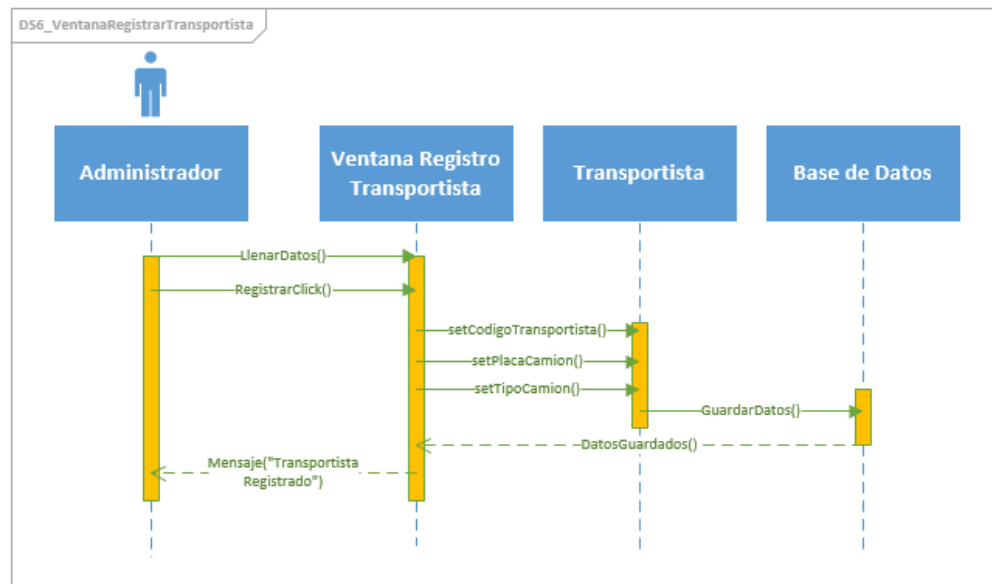 DS6_VentanaRegistrarTransportista
Administrador
Ventana Registro
Transportista
Transportista
Base de Datos
LlenarDatos()
RegistrarClick()
setCodigoTransportista()
setPlacaCamion()
setTipoCamion()
GuardarDatos()
DatosGuardados()
Mensaje("Transportista
Registrado")